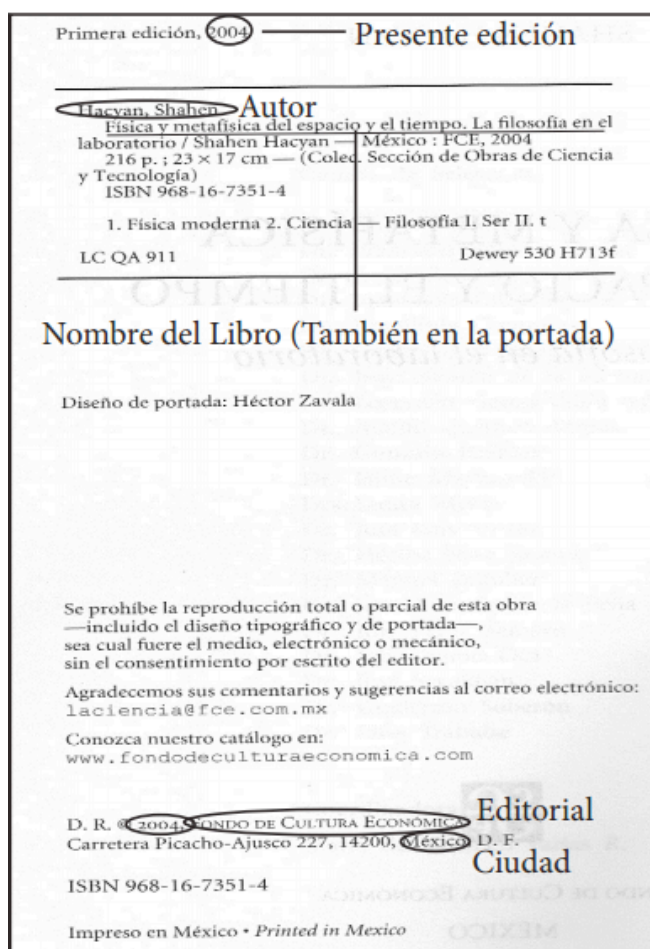 Primera edición, 2004 Presente edición
Hacyan, Shahen Autor
Física y metafísica del espacio y el tiempo. La filosofía en el
laboratorio / Shahen Hacyan — México : FCE, 2004
216 p. ; 23 × 17 cm — (Colec. Sección de Obras de Ciencia
y Tecnología)
ISBN 968-16-7351-4
1. Física moderna 2. Ciencia — Filosofía I. Ser II. t
LC QA 911 Dewey 530 H713f
Nombre del Libro (También en la portada)
Diseño de portada: Héctor Zavala
Se prohíbe la reproducción total o parcial de esta obra
—incluido el diseño tipográfico y de portada—,
sea cual fuere el medio, electrónico o mecánico,
sin el consentimiento por escrito del editor.
Agradecemos sus comentarios y sugerencias al correo electrónico:
laciencia@fce.com.mx
Conozca nuestro catálogo en:
www.fondodeculturaeconomica.com
D. R. © 2004, FONDO DE CULTURA ECONÓMICA Editorial
Carretera Picacho-Ajusco 227, 14200, México, D. F.
Ciudad
ISBN 968-16-7351-4
Impreso en México • Printed in Mexico